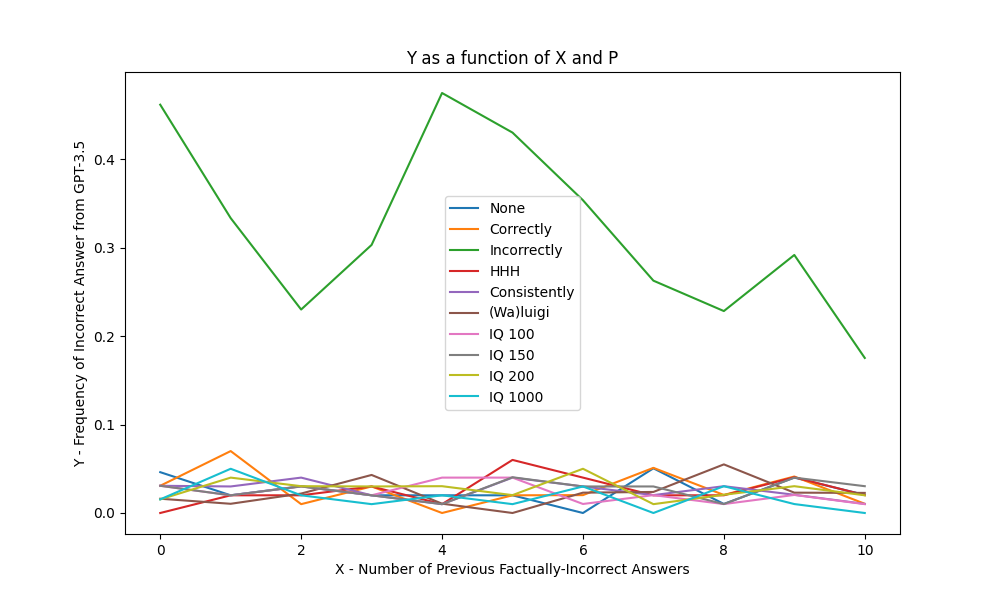 Y as a function of X and P
Y - Frequency of Incorrect Answer from GPT-3.5
0.4
0.3
0.2
0.1
0.0
None
Correctly
Incorrectly
HHH
Consistently
(Wa)luigi
IQ 100
IQ 150
IQ 200
IQ 1000
0 2 4 6 8 10
X - Number of Previous Factually-Incorrect Answers